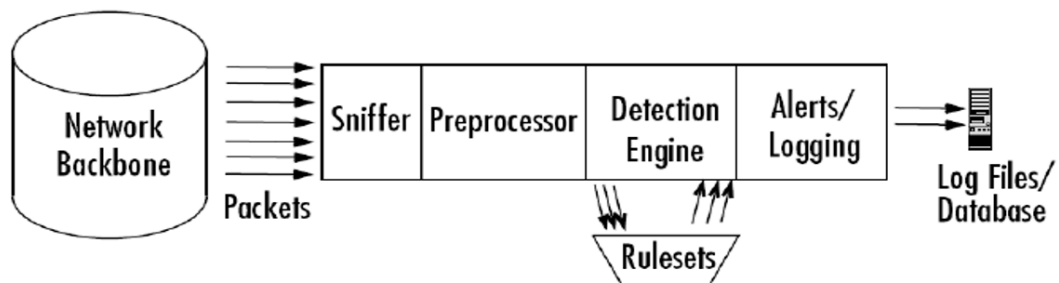 Network
Backbone
Packets
Sniffer
Preprocessor
Detection
Engine
Alerts/
Logging
Rulesets
Log Files/
Database